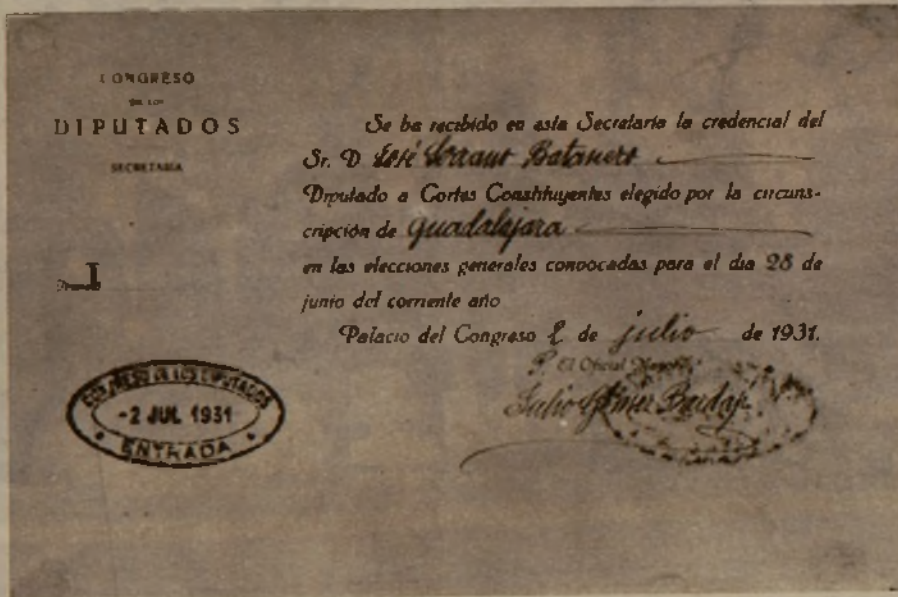 CONGRESO
DE LOS
DIPUTADOS
SECRETARÍA
Se ha recibido en esta Secretaría la credencial del
Sr. D. José Serrano Batanero
Diputado a Cortes Constituyentes elegido por la circuns-
cripción de Guadalajara
en las elecciones generales convocadas para el día 28 de
junio del corriente año
Palacio del Congreso 2 de julio de 1931.
P. El Oficial Mayor
Julio
CONGRESO DE LOS DIPUTADOS
-2 JUL 1931
ENTRADA